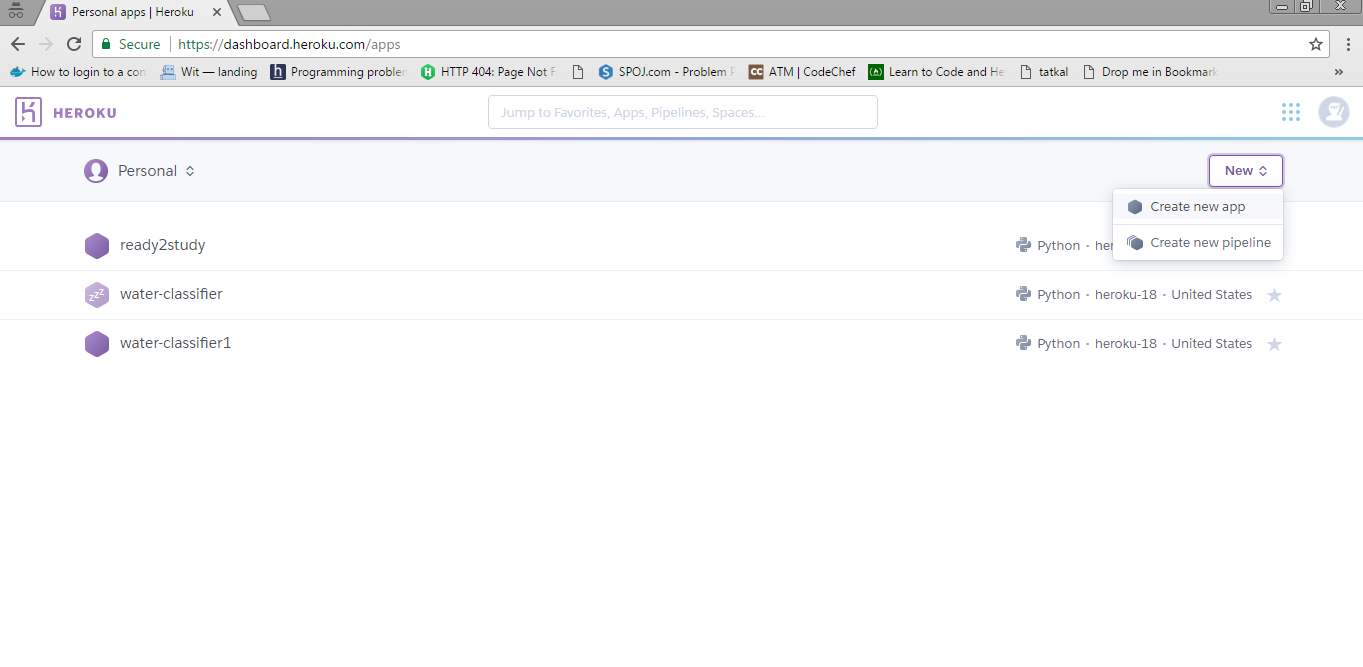 Personal apps | Heroku
Secure https://dashboard.heroku.com/apps
How to login to a con Wit — landing Programming problem HTTP 404: Page Not F SPOJ.com - Problem F CC ATM | CodeChef Learn to Code and He tatkal Drop me in Bookmark »
HEROKU Jump to Favorites, Apps, Pipelines, Spaces...
Personal New
Create new app
Create new pipeline
ready2study Python · her
zzz water-classifier Python · heroku-18 · United States
water-classifier1 Python · heroku-18 · United States